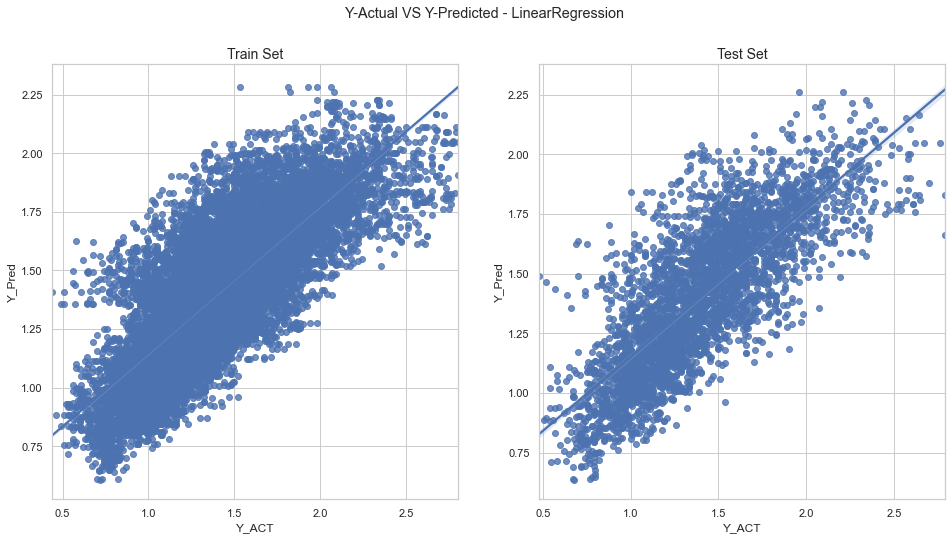 Y-Actual VS Y-Predicted - LinearRegression
Train Set
Test Set
2.25
2.00
1.75
1.50
1.25
1.00
0.75
Y_Pred
0.5 1.0 1.5 2.0 2.5
Y_ACT
2.25
2.00
1.75
1.50
1.25
1.00
0.75
Y_Pred
0.5 1.0 1.5 2.0 2.5
Y_ACT